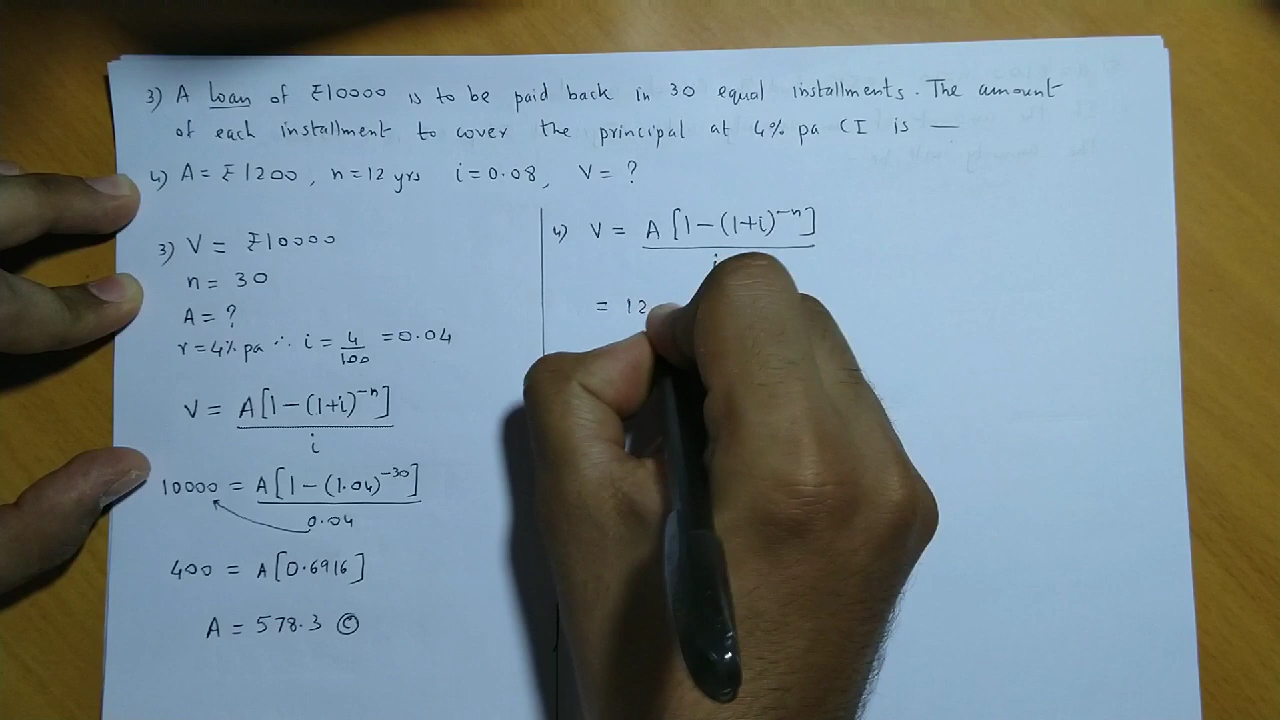 3) A loan of ₹10000 is to be paid back in 30 equal installments. The amount
of each installment to cover the principal at 4% pa CI is —
4) A = ₹1200, n = 12 yrs i = 0.08, V = ?
3) V = ₹10000
n = 30
A = ?
r = 4% pa ∴ i = 4/100 = 0.04
V = A[1-(1+i)^-n]
i
10000 = A[1-(1.04)^-30]
0.04
400 = A[0.6916]
A = 578.3 ©
4) V = A[1-(1+i)^-n]
i
= 12